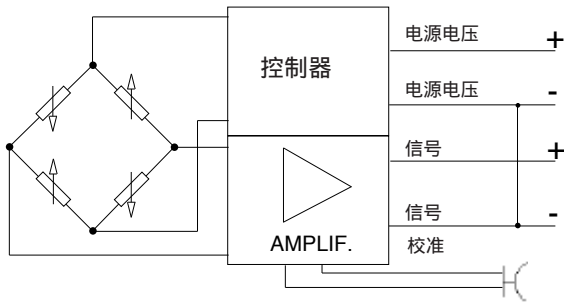 电源电压 +
控制器
电源电压 -
信号 +
信号 -
AMPLIF.
校准